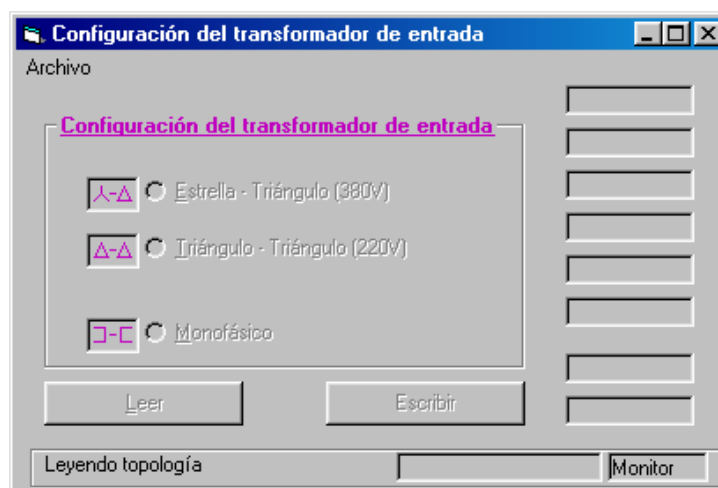 Configuración del transformador de entrada
Archivo
Configuración del transformador de entrada
Estrella - Triángulo (380V)
Triángulo - Triángulo (220V)
Monofásico
Leer
Escribir
Leyendo topología
Monitor